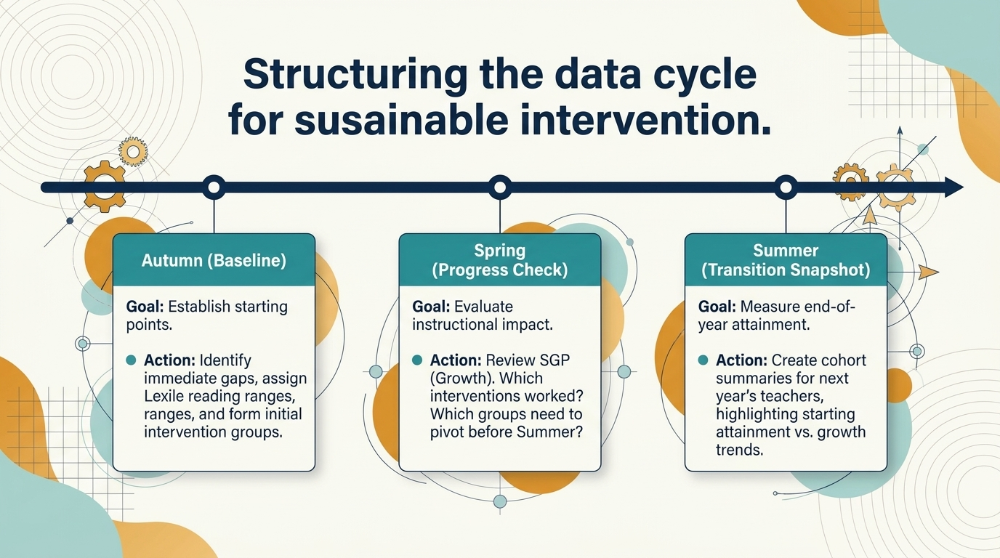 Structuring the data cycle
for susainable intervention.
Autumn (Baseline)
Goal: Establish starting
points.
Action: Identify
immediate gaps, assign
Lexile reading ranges,
ranges, and form initial
intervention groups.
Spring
(Progress Check)
Goal: Evaluate
instructional impact.
Action: Review SGP
(Growth). Which
interventions worked?
Which groups need to
pivot before Summer?
Summer
(Transition Snapshot)
Goal: Measure end-of-
year attainment.
Action: Create cohort
summaries for next
year's teachers,
highlighting starting
attainment vs. growth
trends.